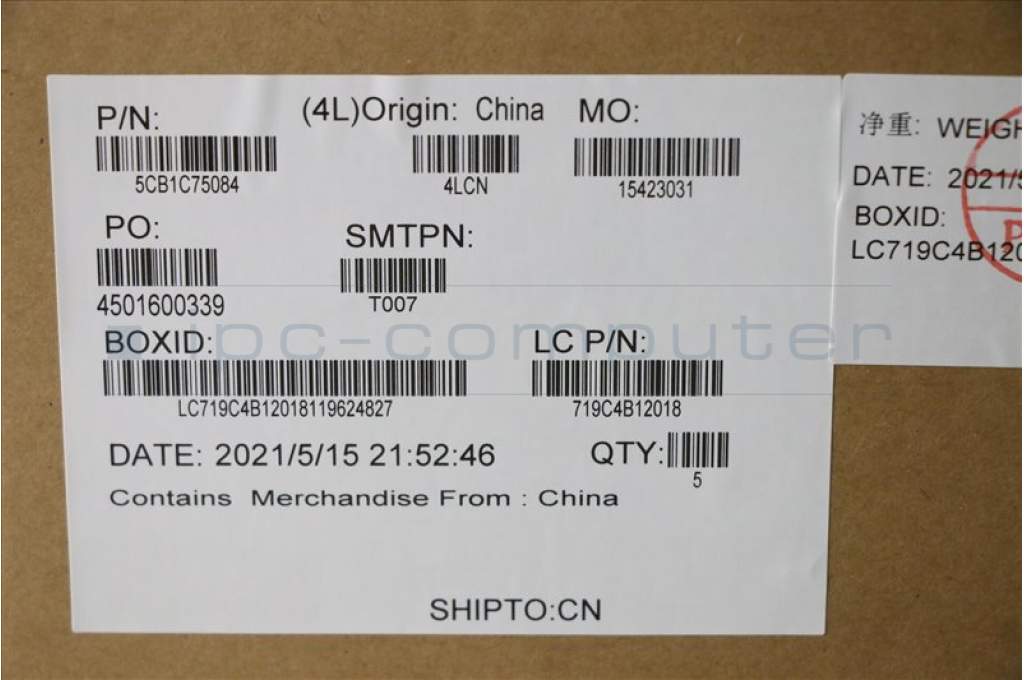 P/N: (4L)Origin: China MO:
5CB1C75084 4LCN 15423031
PO: SMTPN:
4501600339 T007
BOXID: LC P/N:
LC719C4B12018119624827 719C4B12018
DATE: 2021/5/15 21:52:46 QTY:
5
Contains Merchandise From : China
SHIPTO:CN
净重: WEIGH
DATE: 2021/5
BOXID:
LC719C4B120
P
ipc-computer